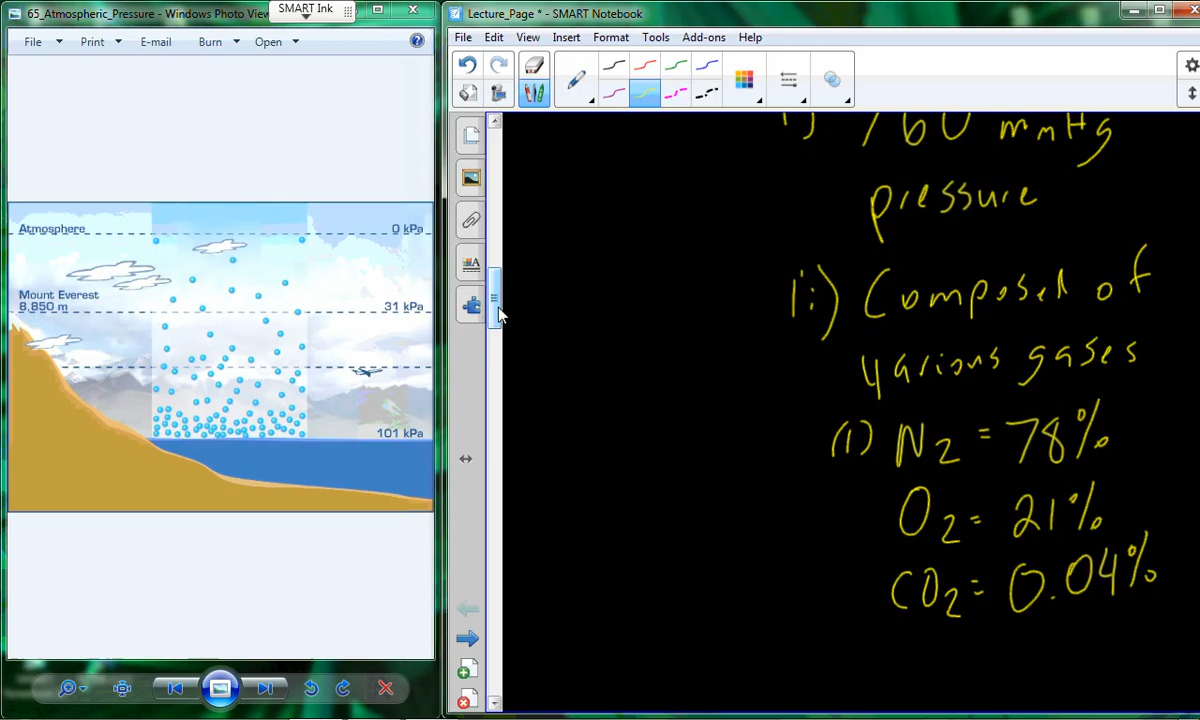 65_Atmospheric_Pressure - Windows Photo View
SMART Ink
File Print E-mail Burn Open
Atmosphere 0 kPa
Mount Everest
8,850 m 31 kPa
101 kPa
Lecture_Page * - SMART Notebook
File Edit View Insert Format Tools Add-ons Help
i) 760 mmHg
pressure
ii) Composed of
various gases
(1) N2 = 78%
O2 = 21%
CO2 = 0.04%